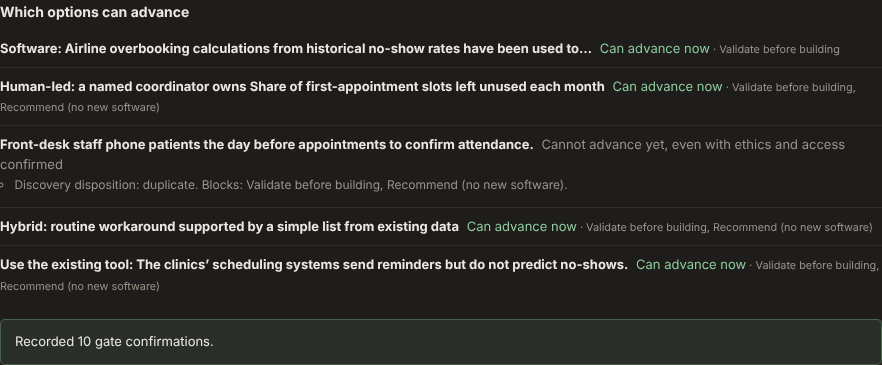 Which options can advance
Software: Airline overbooking calculations from historical no-show rates have been used to… Can advance now · Validate before building
Human-led: a named coordinator owns Share of first-appointment slots left unused each month Can advance now · Validate before building,
Recommend (no new software)
Front-desk staff phone patients the day before appointments to confirm attendance. Cannot advance yet, even with ethics and access
confirmed
Discovery disposition: duplicate. Blocks: Validate before building, Recommend (no new software).
Hybrid: routine workaround supported by a simple list from existing data Can advance now · Validate before building, Recommend (no new software)
Use the existing tool: The clinics’ scheduling systems send reminders but do not predict no-shows. Can advance now · Validate before building,
Recommend (no new software)
Recorded 10 gate confirmations.